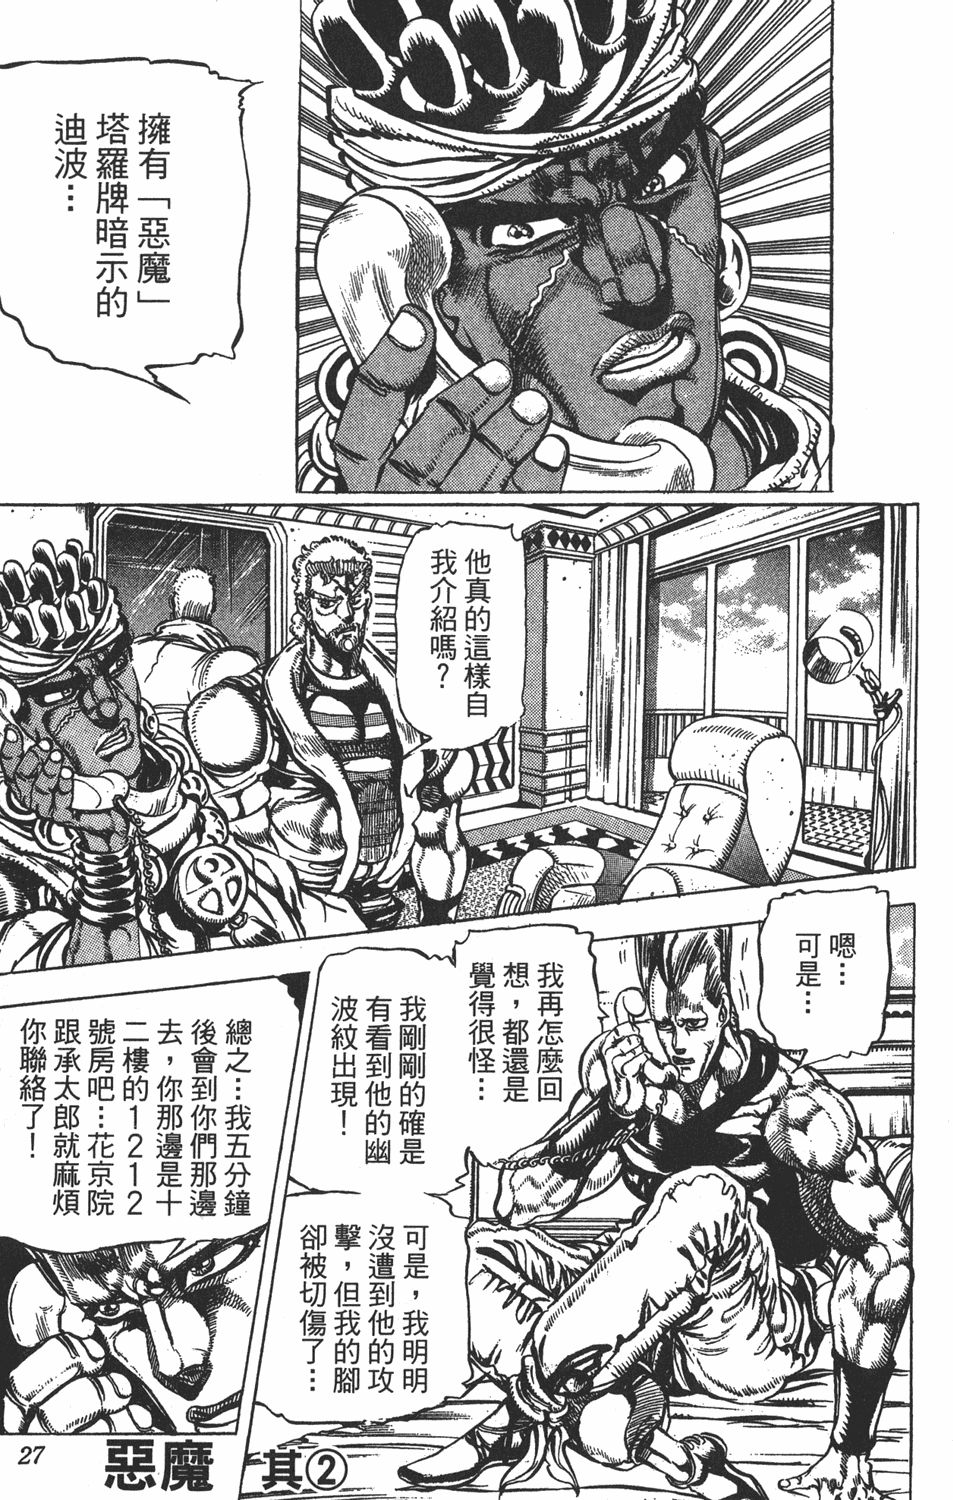 擁有「惡魔」
塔羅牌暗示的
迪波…
他真的這樣自
我介紹嗎？
嗯…
可是…
我再怎麼回
想，都還是
覺得很怪…
我剛剛的確是
有看到他的幽
波紋出現！
可是，我明明
沒遭到他的攻
擊，但我的腳
卻被切傷了…
總之…我五分鐘
後會到你們那邊
去，你那邊是十
二樓的1212
號房吧…花京院
跟承太郎就麻煩
你聯絡了！
惡魔 其②
27